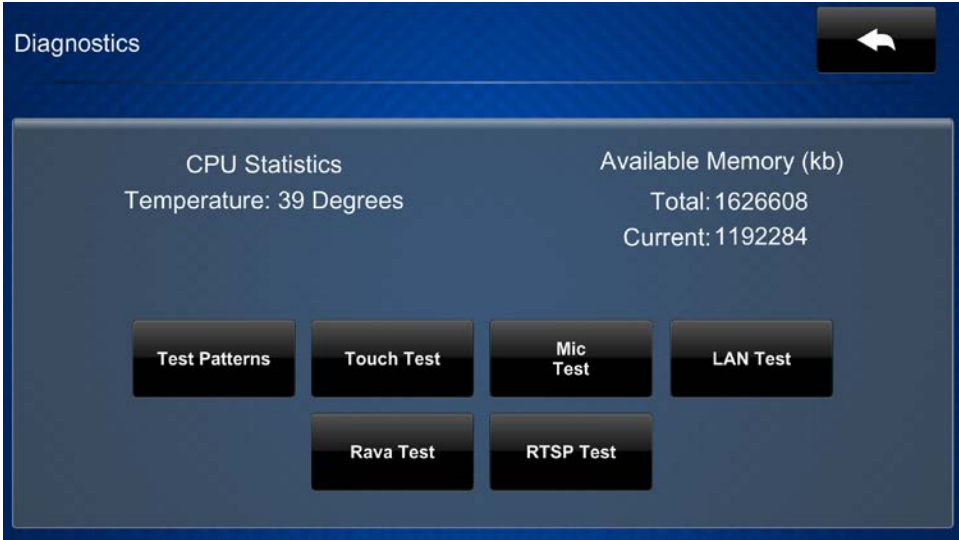 Diagnostics
CPU Statistics
Temperature: 39 Degrees
Available Memory (kb)
Total: 1626608
Current: 1192284
Test Patterns
Touch Test
Mic
Test
LAN Test
Rava Test
RTSP Test